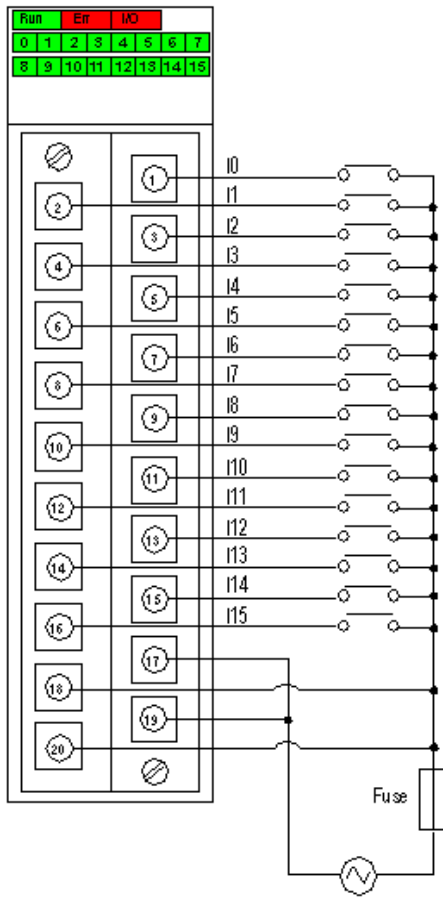 Run Err I/O
0 1 2 3 4 5 6 7
8 9 10 11 12 13 14 15
1 I0
2 I1
3 I2
4 I3
5 I4
6 I5
7 I6
8 I7
9 I8
10 I9
11 I10
12 I11
13 I12
14 I13
15 I14
16 I15
17
18
19
20
Fuse